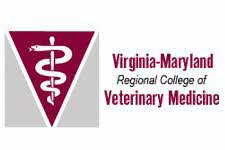 Virginia-Maryland
Regional College of
Veterinary Medicine